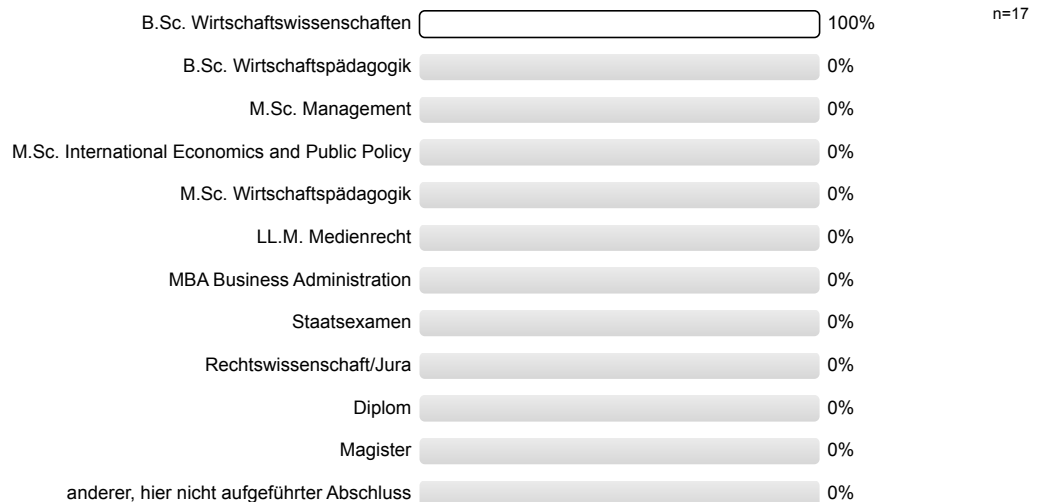 B.Sc. Wirtschaftswissenschaften 100% n=17
B.Sc. Wirtschaftspädagogik 0%
M.Sc. Management 0%
M.Sc. International Economics and Public Policy 0%
M.Sc. Wirtschaftspädagogik 0%
LL.M. Medienrecht 0%
MBA Business Administration 0%
Staatsexamen 0%
Rechtswissenschaft/Jura 0%
Diplom 0%
Magister 0%
anderer, hier nicht aufgeführter Abschluss 0%